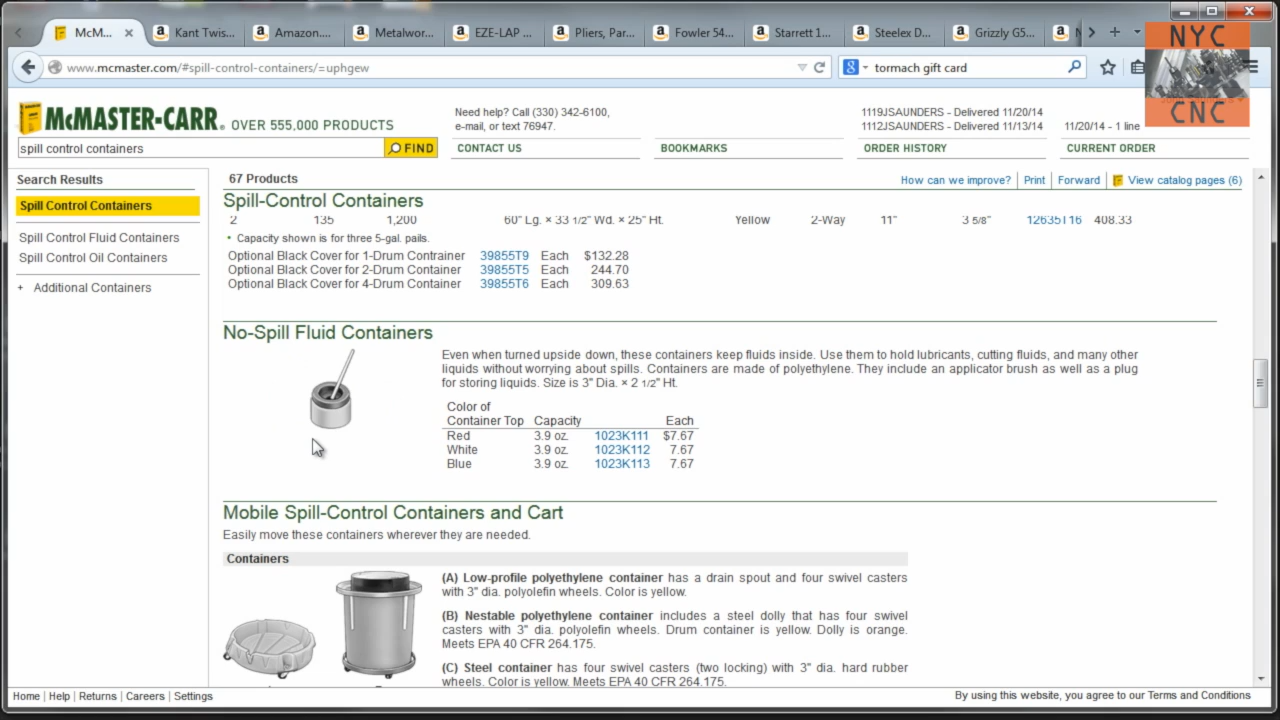 McM...
Kant Twis...
Amazon....
Metalwor...
EZE-LAP™...
Pliers, Par...
Fowler 54...
Starrett 1...
Steelex D...
Grizzly G5...
www.mcmaster.com/#spill-control-containers/=uphgew
tormach gift card
NYC
CNC
McMASTER-CARR® OVER 555,000 PRODUCTS
Need help? Call (330) 342-6100,
e-mail, or text 76947.
1119JSAUNDERS - Delivered 11/20/14
1112JSAUNDERS - Delivered 11/13/14
11/20/14 - 1 line
spill control containers
FIND
CONTACT US
BOOKMARKS
ORDER HISTORY
CURRENT ORDER
Search Results
Spill Control Containers
Spill Control Fluid Containers
Spill Control Oil Containers
+ Additional Containers
67 Products
How can we improve? Print Forward View catalog pages (6)
Spill-Control Containers
2 135 1,200 60" Lg. × 33 1/2" Wd. × 25" Ht. Yellow 2-Way 11" 3 5/8" 12635T16 408.33
• Capacity shown is for three 5-gal. pails.
Optional Black Cover for 1-Drum Container 39855T9 Each $132.28
Optional Black Cover for 2-Drum Container 39855T5 Each 244.70
Optional Black Cover for 4-Drum Container 39855T6 Each 309.63
No-Spill Fluid Containers
Even when turned upside down, these containers keep fluids inside. Use them to hold lubricants, cutting fluids, and many other
liquids without worrying about spills. Containers are made of polyethylene. They include an applicator brush as well as a plug
for storing liquids. Size is 3" Dia. × 2 1/2" Ht.
Color of
Container Top Capacity Each
Red 3.9 oz. 1023K111 $7.67
White 3.9 oz. 1023K112 7.67
Blue 3.9 oz. 1023K113 7.67
Mobile Spill-Control Containers and Cart
Easily move these containers wherever they are needed.
Containers
(A) Low-profile polyethylene container has a drain spout and four swivel casters
with 3" dia. polyolefin wheels. Color is yellow.
(B) Nestable polyethylene container includes a steel dolly that has four swivel
casters with 3" dia. polyolefin wheels. Drum container is yellow. Dolly is orange.
Meets EPA 40 CFR 264.175.
(C) Steel container has four swivel casters (two locking) with 3" dia. hard rubber
wheels. Color is yellow. Meets EPA 40 CFR 264.175.
Home | Help | Returns | Careers | Settings
By using this website, you agree to our Terms and Conditions